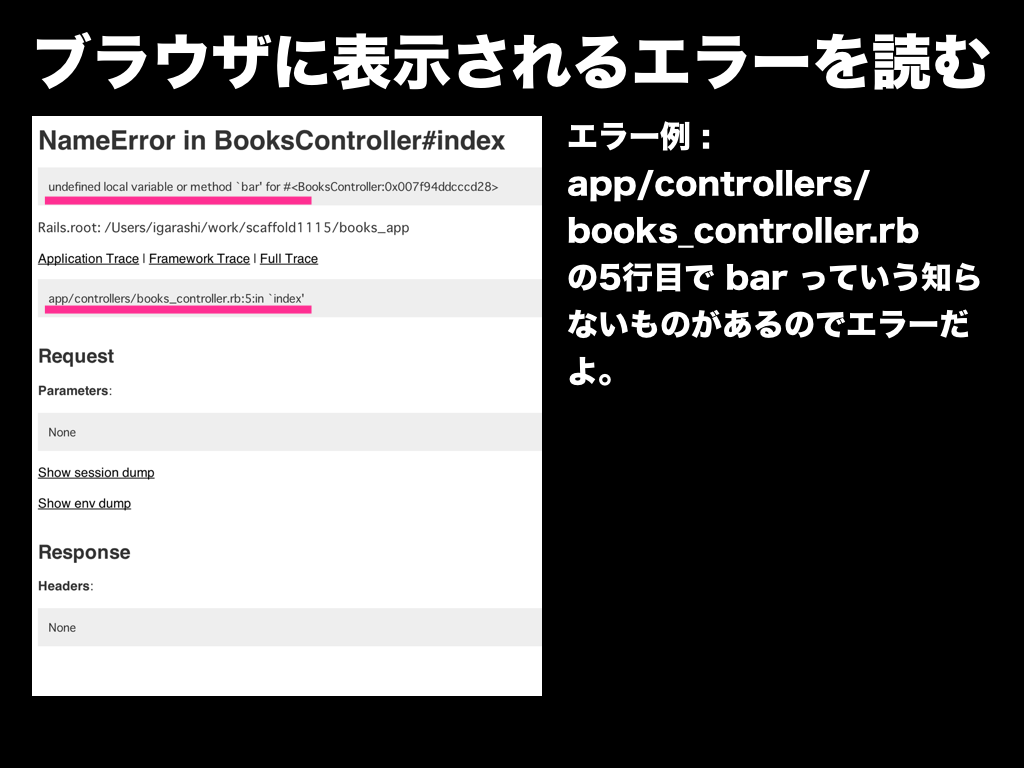 ブラウザに表示されるエラーを読む
NameError in BooksController#index
undefined local variable or method `bar' for #<BooksController:0x007f94ddcccd28>
Rails.root: /Users/igarashi/work/scaffold1115/books_app
Application Trace | Framework Trace | Full Trace
app/controllers/books_controller.rb:5:in `index'
Request
Parameters:
None
Show session dump
Show env dump
Response
Headers:
None
エラー例：
app/controllers/
books_controller.rb
の5行目で bar っていう知ら
ないものがあるのでエラーだ
よ。